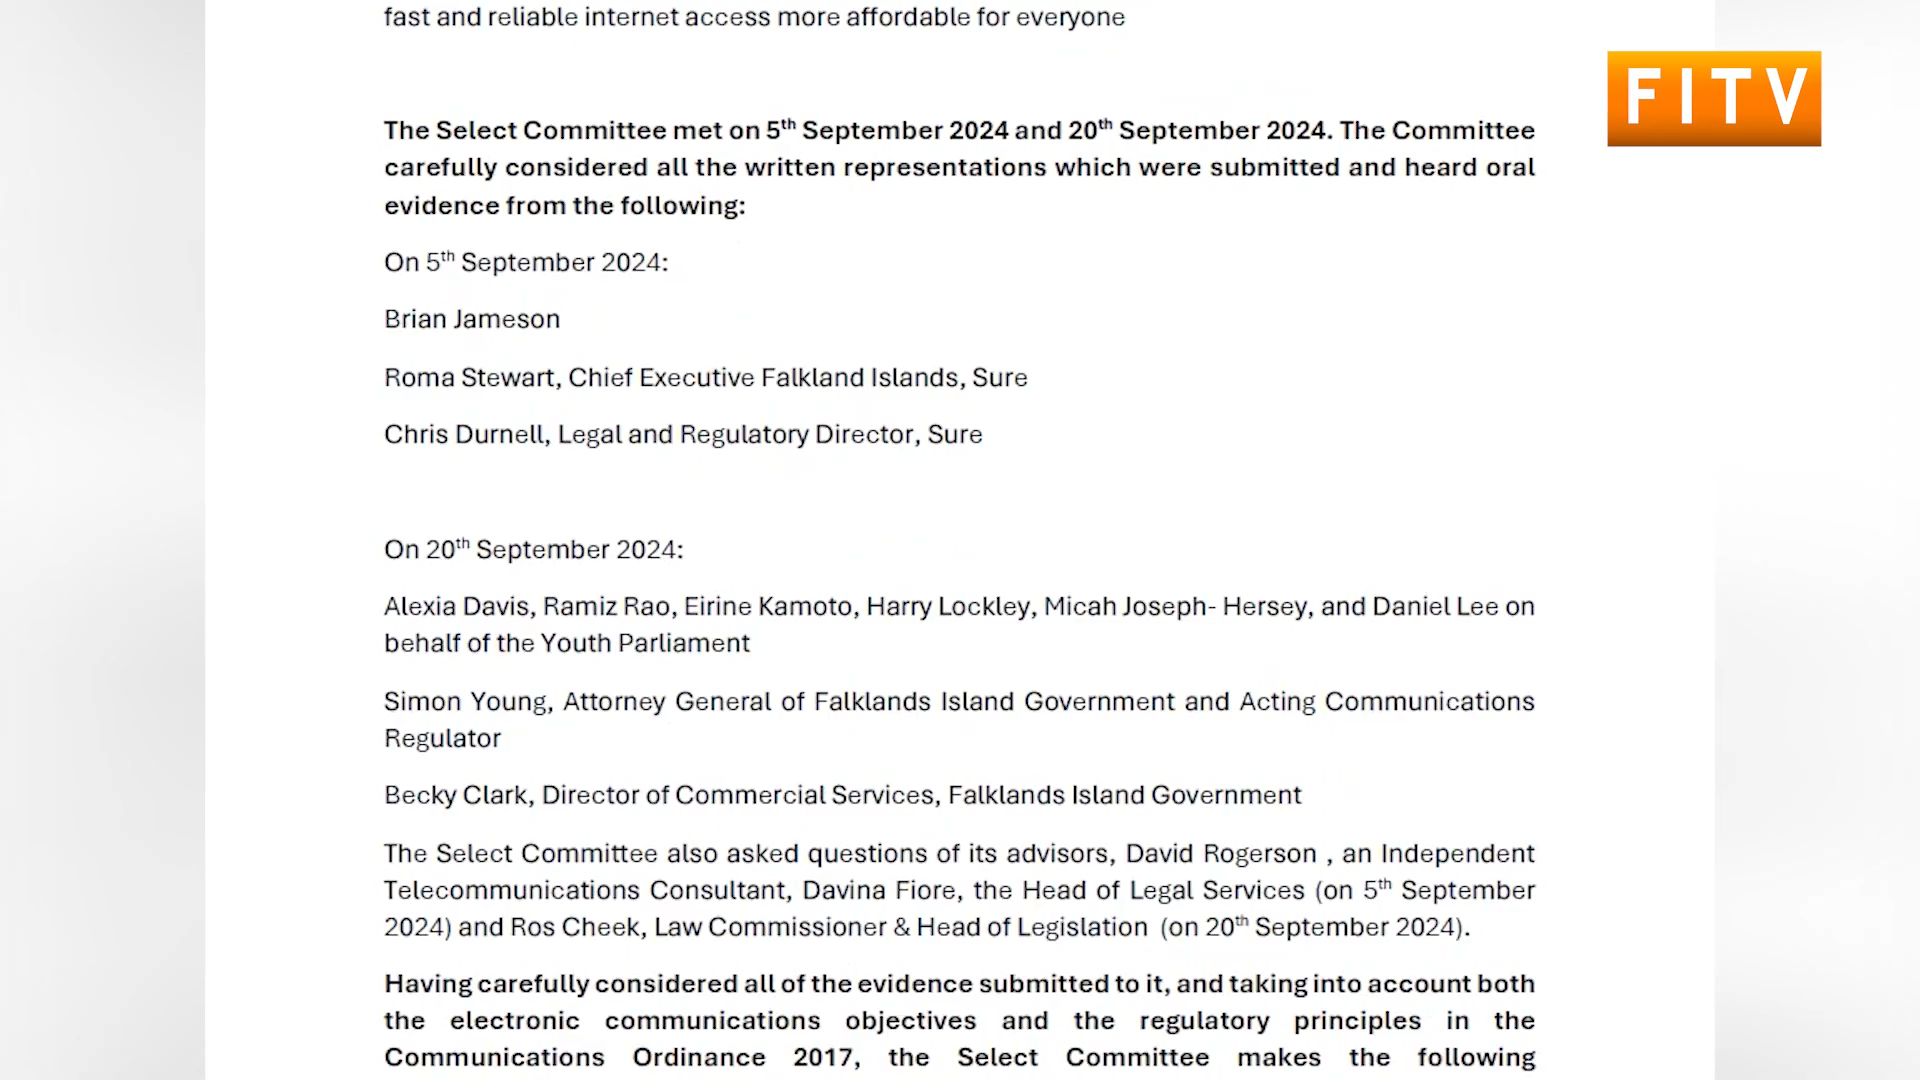 fast and reliable internet access more affordable for everyone
FITV
The Select Committee met on 5th September 2024 and 20th September 2024. The Committee
carefully considered all the written representations which were submitted and heard oral
evidence from the following:
On 5th September 2024:
Brian Jameson
Roma Stewart, Chief Executive Falkland Islands, Sure
Chris Durnell, Legal and Regulatory Director, Sure
On 20th September 2024:
Alexia Davis, Ramiz Rao, Eirine Kamoto, Harry Lockley, Micah Joseph- Hersey, and Daniel Lee on
behalf of the Youth Parliament
Simon Young, Attorney General of Falklands Island Government and Acting Communications
Regulator
Becky Clark, Director of Commercial Services, Falklands Island Government
The Select Committee also asked questions of its advisors, David Rogerson , an Independent
Telecommunications Consultant, Davina Fiore, the Head of Legal Services (on 5th September
2024) and Ros Cheek, Law Commissioner & Head of Legislation (on 20th September 2024).
Having carefully considered all of the evidence submitted to it, and taking into account both
the electronic communications objectives and the regulatory principles in the
Communications Ordinance 2017, the Select Committee makes the following